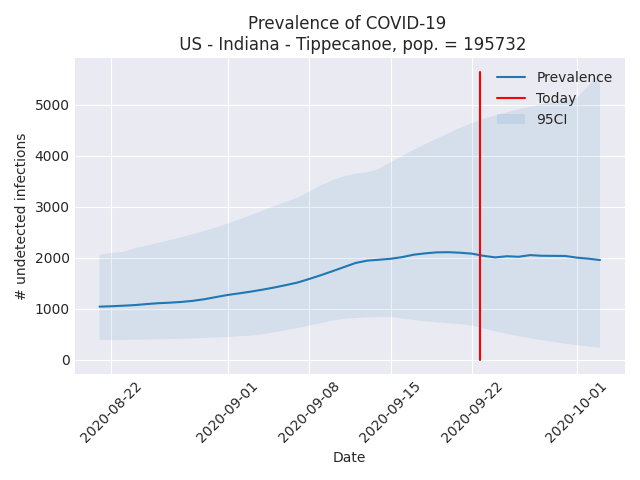 Prevalence of COVID-19
US - Indiana - Tippecanoe, pop. = 195732
Prevalence
Today
95CI
5000
4000
3000
2000
1000
0
# undetected infections
2020-08-22
2020-09-01
2020-09-08
2020-09-15
2020-09-22
2020-10-01
Date